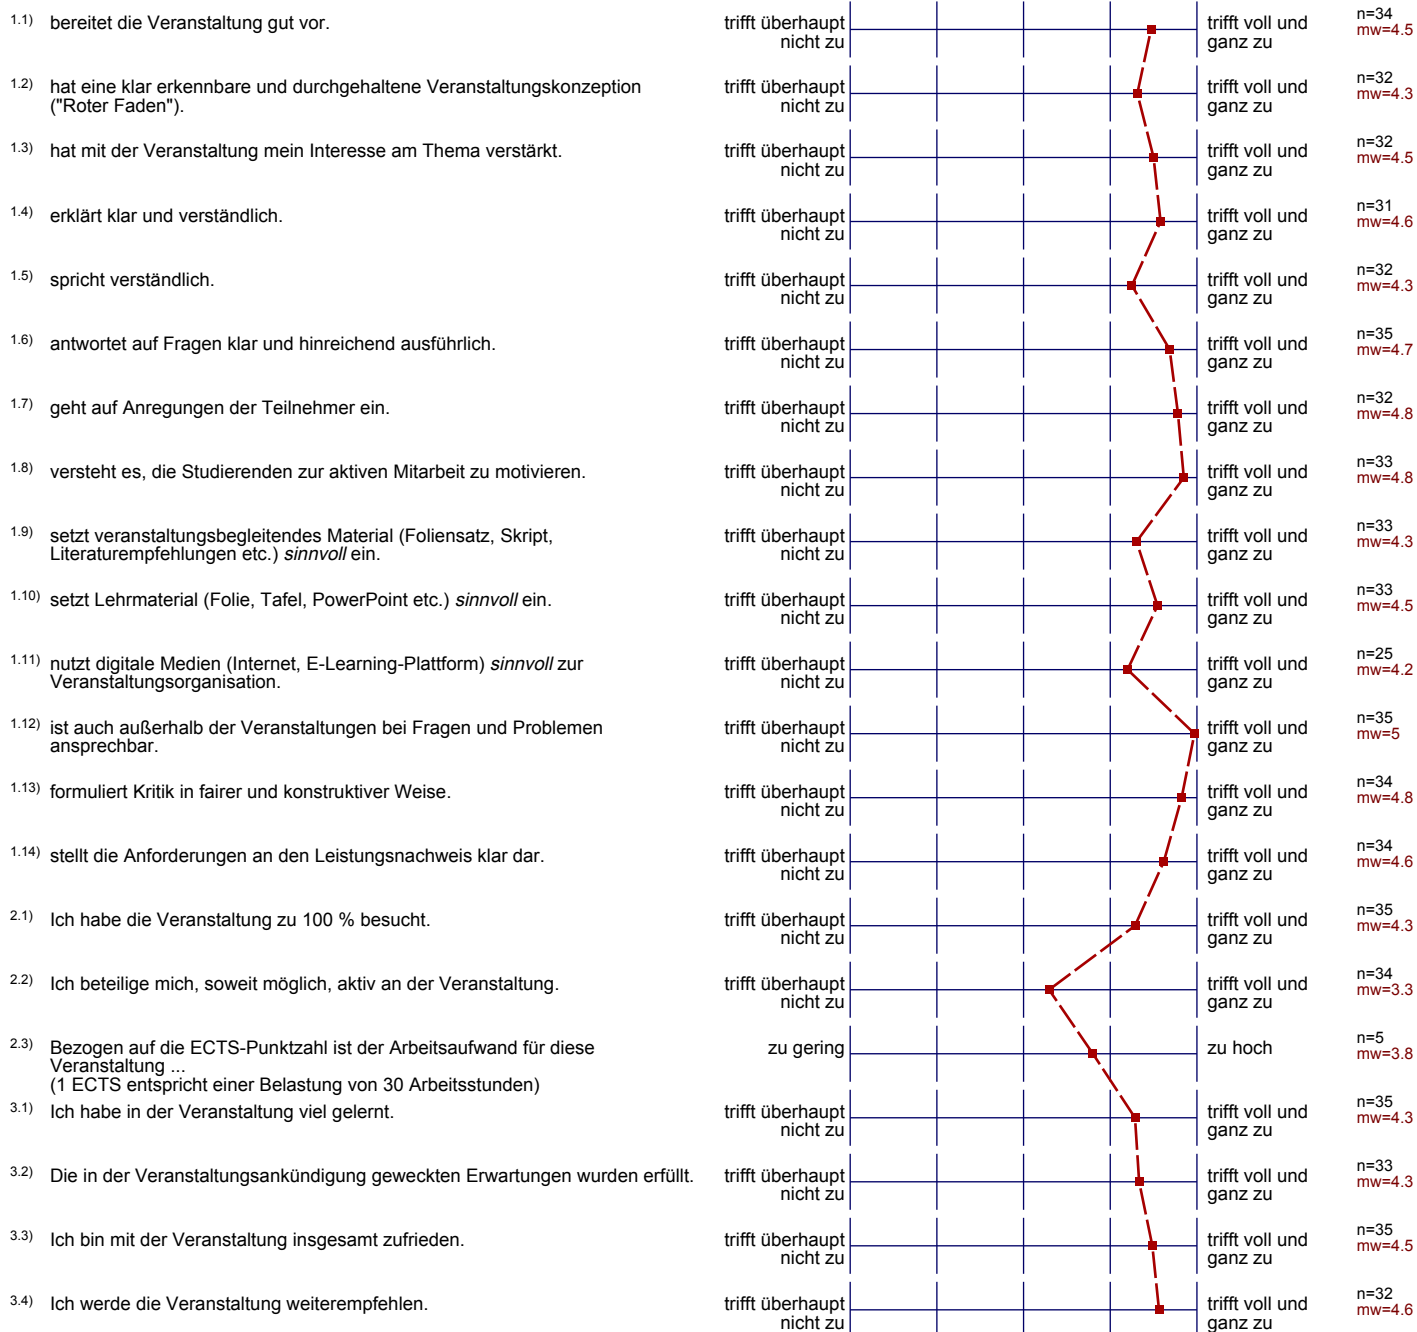 1.1) bereitet die Veranstaltung gut vor. trifft überhaupt trifft voll und n=34
nicht zu ganz zu mw=4.5
1.2) hat eine klar erkennbare und durchgehaltene Veranstaltungskonzeption trifft überhaupt trifft voll und n=32
("Roter Faden"). nicht zu ganz zu mw=4.3
1.3) hat mit der Veranstaltung mein Interesse am Thema verstärkt. trifft überhaupt trifft voll und n=32
nicht zu ganz zu mw=4.5
1.4) erklärt klar und verständlich. trifft überhaupt trifft voll und n=31
nicht zu ganz zu mw=4.6
1.5) spricht verständlich. trifft überhaupt trifft voll und n=32
nicht zu ganz zu mw=4.3
1.6) antwortet auf Fragen klar und hinreichend ausführlich. trifft überhaupt trifft voll und n=35
nicht zu ganz zu mw=4.7
1.7) geht auf Anregungen der Teilnehmer ein. trifft überhaupt trifft voll und n=32
nicht zu ganz zu mw=4.8
1.8) versteht es, die Studierenden zur aktiven Mitarbeit zu motivieren. trifft überhaupt trifft voll und n=33
nicht zu ganz zu mw=4.8
1.9) setzt veranstaltungsbegleitendes Material (Foliensatz, Skript, trifft überhaupt trifft voll und n=33
Literaturempfehlungen etc.) sinnvoll ein. nicht zu ganz zu mw=4.3
1.10) setzt Lehrmaterial (Folie, Tafel, PowerPoint etc.) sinnvoll ein. trifft überhaupt trifft voll und n=33
nicht zu ganz zu mw=4.5
1.11) nutzt digitale Medien (Internet, E-Learning-Plattform) sinnvoll zur trifft überhaupt trifft voll und n=25
Veranstaltungsorganisation. nicht zu ganz zu mw=4.2
1.12) ist auch außerhalb der Veranstaltungen bei Fragen und Problemen trifft überhaupt trifft voll und n=35
ansprechbar. nicht zu ganz zu mw=5
1.13) formuliert Kritik in fairer und konstruktiver Weise. trifft überhaupt trifft voll und n=34
nicht zu ganz zu mw=4.8
1.14) stellt die Anforderungen an den Leistungsnachweis klar dar. trifft überhaupt trifft voll und n=34
nicht zu ganz zu mw=4.6
2.1) Ich habe die Veranstaltung zu 100 % besucht. trifft überhaupt trifft voll und n=35
nicht zu ganz zu mw=4.3
2.2) Ich beteilige mich, soweit möglich, aktiv an der Veranstaltung. trifft überhaupt trifft voll und n=34
nicht zu ganz zu mw=3.3
2.3) Bezogen auf die ECTS-Punktzahl ist der Arbeitsaufwand für diese zu gering zu hoch n=5
Veranstaltung ... mw=3.8
(1 ECTS entspricht einer Belastung von 30 Arbeitsstunden)
3.1) Ich habe in der Veranstaltung viel gelernt. trifft überhaupt trifft voll und n=35
nicht zu ganz zu mw=4.3
3.2) Die in der Veranstaltungsankündigung geweckten Erwartungen wurden erfüllt. trifft überhaupt trifft voll und n=33
nicht zu ganz zu mw=4.3
3.3) Ich bin mit der Veranstaltung insgesamt zufrieden. trifft überhaupt trifft voll und n=35
nicht zu ganz zu mw=4.5
3.4) Ich werde die Veranstaltung weiterempfehlen. trifft überhaupt trifft voll und n=32
nicht zu ganz zu mw=4.6